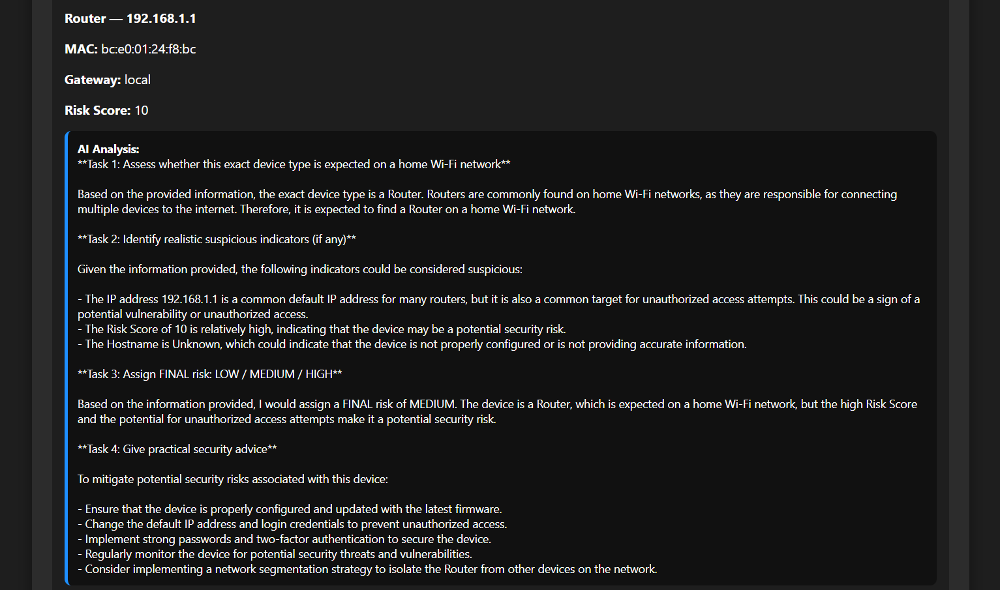 Router — 192.168.1.1
MAC: bc:e0:01:24:f8:bc
Gateway: local
Risk Score: 10
AI Analysis:
**Task 1: Assess whether this exact device type is expected on a home Wi-Fi network**
Based on the provided information, the exact device type is a Router. Routers are commonly found on home Wi-Fi networks, as they are responsible for connecting
multiple devices to the internet. Therefore, it is expected to find a Router on a home Wi-Fi network.
**Task 2: Identify realistic suspicious indicators (if any)**
Given the information provided, the following indicators could be considered suspicious:
- The IP address 192.168.1.1 is a common default IP address for many routers, but it is also a common target for unauthorized access attempts. This could be a sign of a
potential vulnerability or unauthorized access.
- The Risk Score of 10 is relatively high, indicating that the device may be a potential security risk.
- The Hostname is Unknown, which could indicate that the device is not properly configured or is not providing accurate information.
**Task 3: Assign FINAL risk: LOW / MEDIUM / HIGH**
Based on the information provided, I would assign a FINAL risk of MEDIUM. The device is a Router, which is expected on a home Wi-Fi network, but the high Risk Score
and the potential for unauthorized access attempts make it a potential security risk.
**Task 4: Give practical security advice**
To mitigate potential security risks associated with this device:
- Ensure that the device is properly configured and updated with the latest firmware.
- Change the default IP address and login credentials to prevent unauthorized access.
- Implement strong passwords and two-factor authentication to secure the device.
- Regularly monitor the device for potential security threats and vulnerabilities.
- Consider implementing a network segmentation strategy to isolate the Router from other devices on the network.